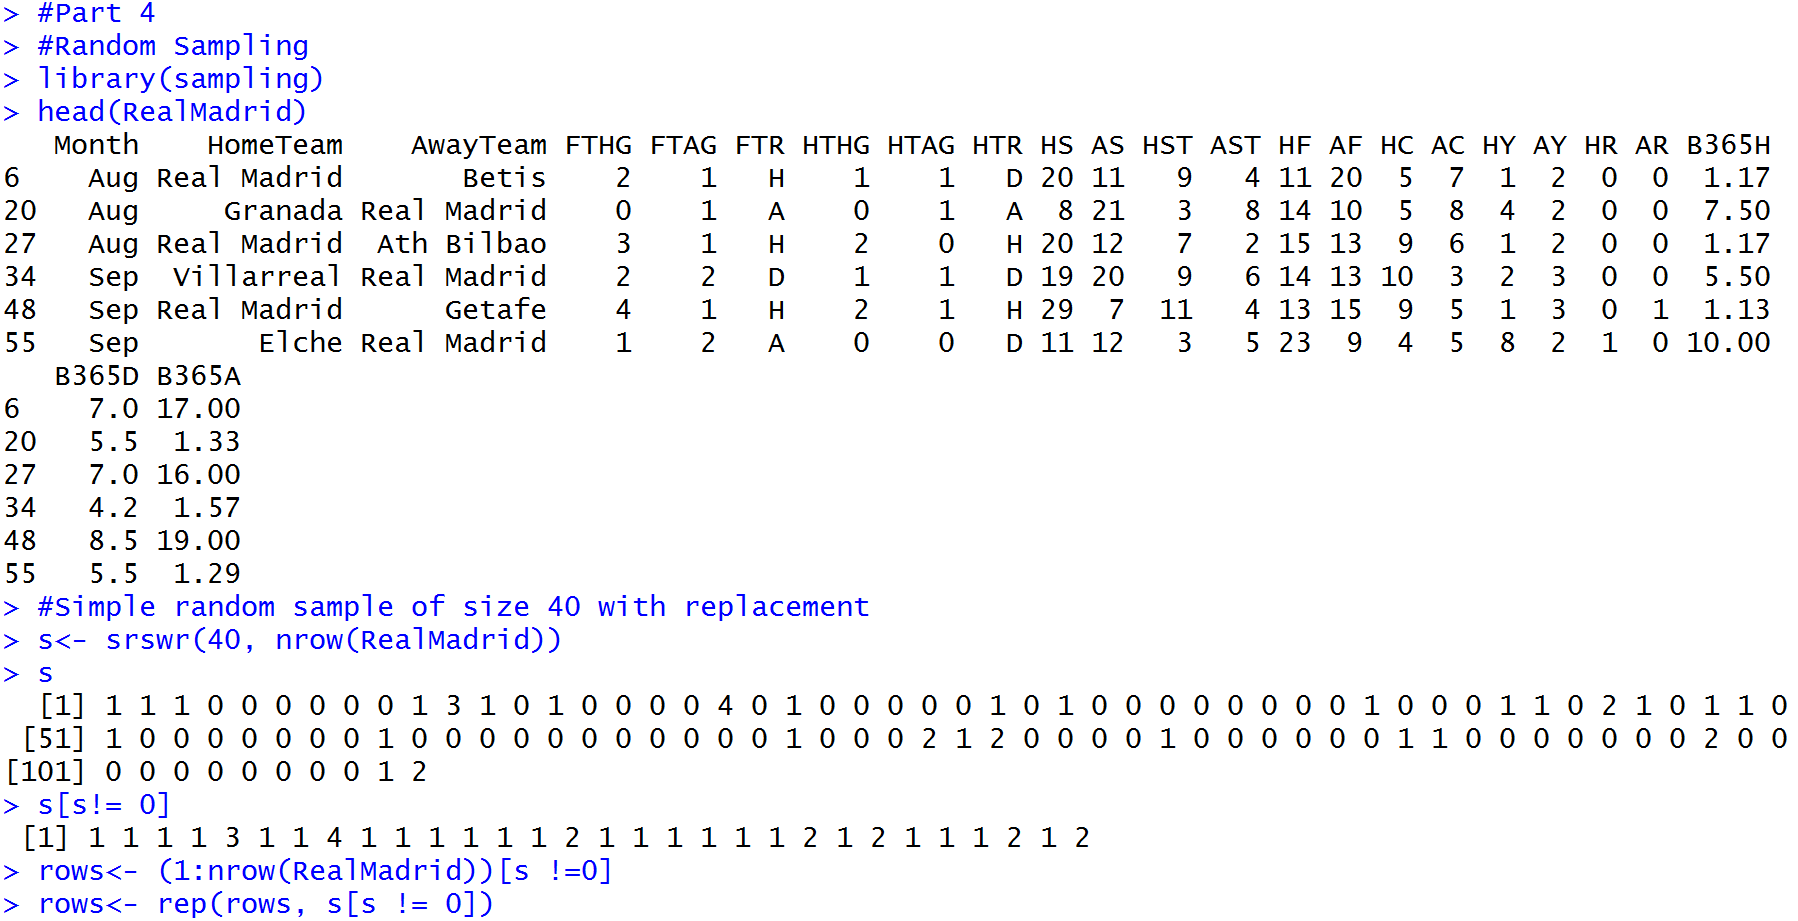 > #Part 4
> #Random Sampling
> library(sampling)
> head(RealMadrid)
   Month    HomeTeam    AwayTeam FTHG FTAG FTR HTHG HTAG HTR HS AS HST AST HF AF HC AC HY AY HR AR B365H
6    Aug Real Madrid       Betis    2    1   H    1    1   D 20 11   9   4 11 20  5  7  1  2  0  0  1.17
20   Aug     Granada Real Madrid    0    1   A    0    1   A  8 21   3   8 14 10  5  8  4  2  0  0  7.50
27   Aug Real Madrid  Ath Bilbao    3    1   H    2    0   H 20 12   7   2 15 13  9  6  1  2  0  0  1.17
34   Sep  Villarreal Real Madrid    2    2   D    1    1   D 19 20   9   6 14 13 10  3  2  3  0  0  5.50
48   Sep Real Madrid      Getafe    4    1   H    2    1   H 29  7  11   4 13 15  9  5  1  3  0  1  1.13
55   Sep       Elche Real Madrid    1    2   A    0    0   D 11 12   3   5 23  9  4  5  8  2  1  0 10.00
   B365D B365A
6    7.0 17.00
20   5.5  1.33
27   7.0 16.00
34   4.2  1.57
48   8.5 19.00
55   5.5  1.29
> #Simple random sample of size 40 with replacement
> s<- srswr(40, nrow(RealMadrid))
> s
  [1] 1 1 1 0 0 0 0 0 0 1 3 1 0 1 0 0 0 0 4 0 1 0 0 0 0 0 1 0 1 0 0 0 0 0 0 0 0 1 0 0 0 1 1 0 2 1 0 1 1 0
 [51] 1 0 0 0 0 0 0 0 1 0 0 0 0 0 0 0 0 0 0 0 1 0 0 0 2 1 2 0 0 0 0 1 0 0 0 0 0 0 1 1 0 0 0 0 0 0 0 2 0 0
[101] 0 0 0 0 0 0 0 0 1 2
> s[s!= 0]
 [1] 1 1 1 1 3 1 1 4 1 1 1 1 1 1 2 1 1 1 1 1 1 2 1 2 1 1 1 2 1 2
> rows<- (1:nrow(RealMadrid))[s !=0]
> rows<- rep(rows, s[s != 0])